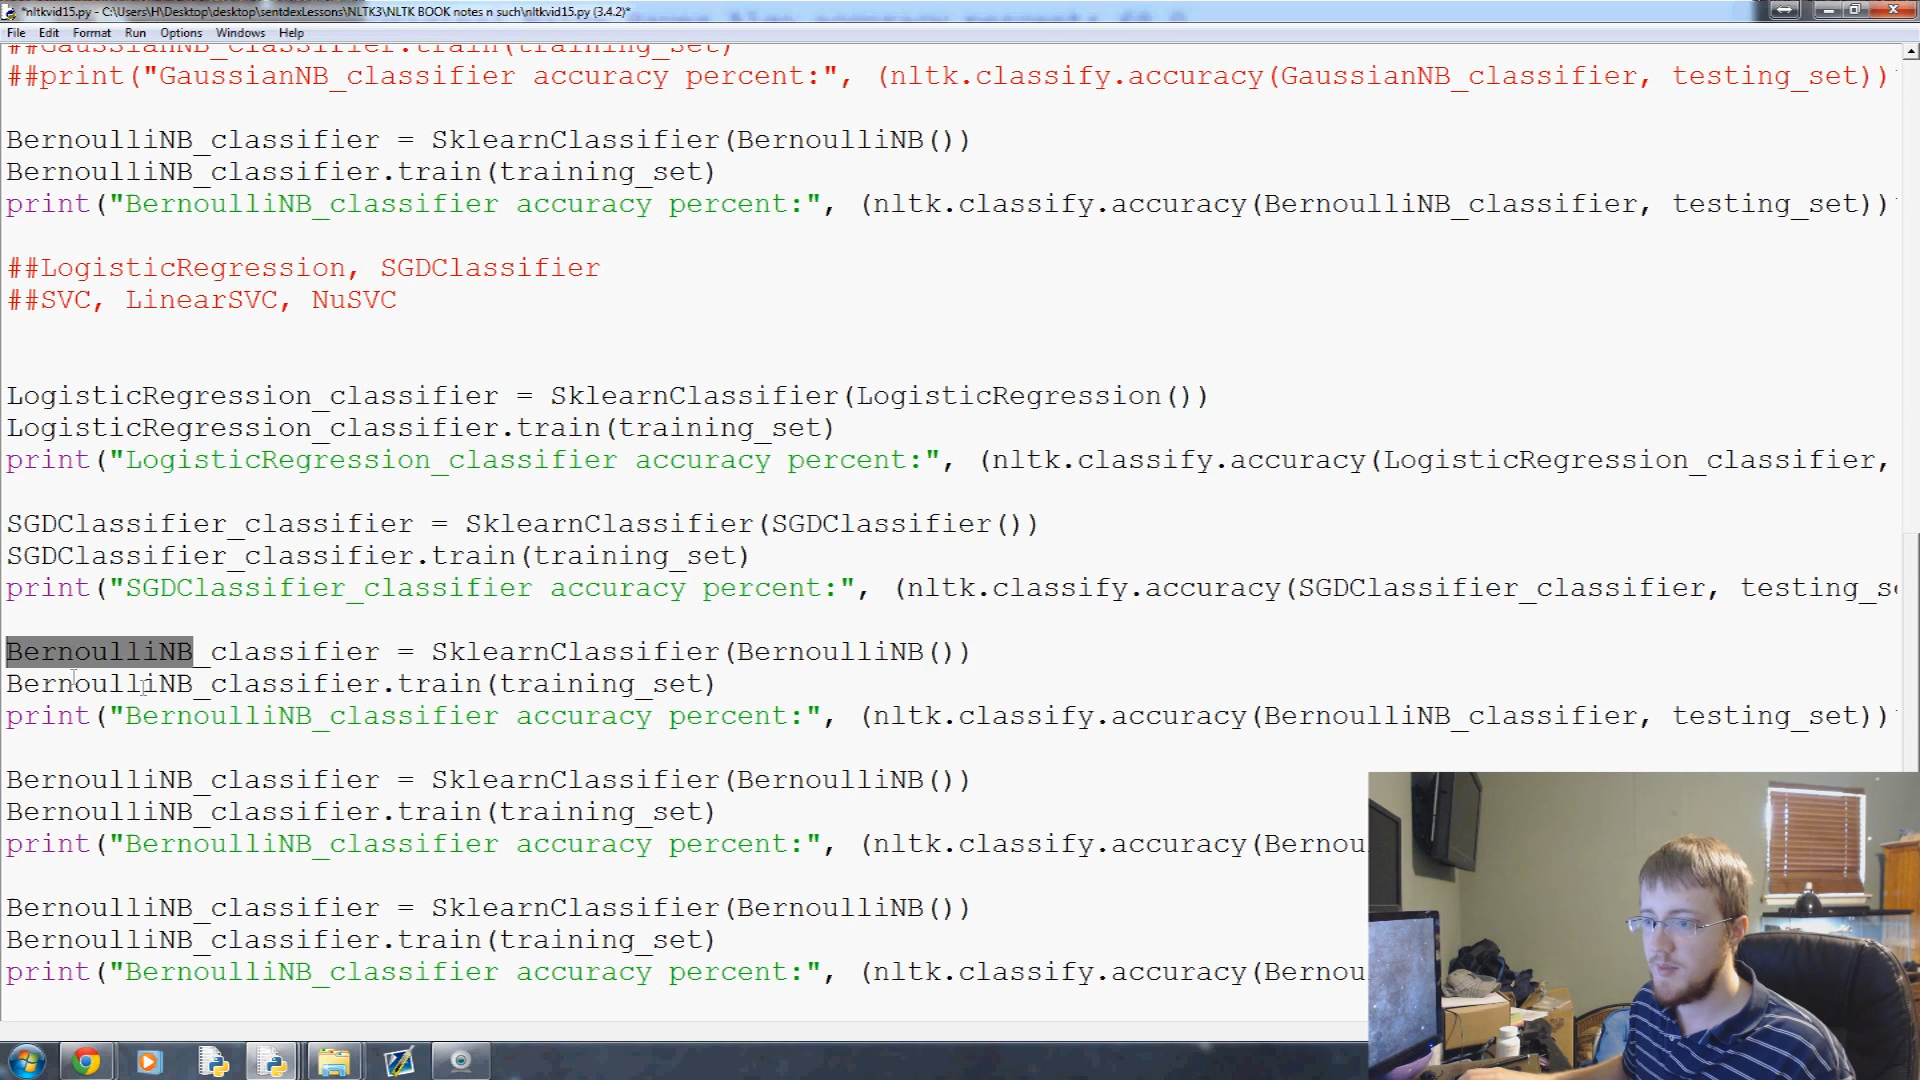 *nltkvid15.py - C:\Users\H\Desktop\desktop\sentdexLessons\NLTK3\NLTK BOOK notes n such\nltkvid15.py (3.4.2)*
File Edit Format Run Options Windows Help
##GaussianNB_classifier.train(training_set)
##print("GaussianNB_classifier accuracy percent:", (nltk.classify.accuracy(GaussianNB_classifier, testing_set))
BernoulliNB_classifier = SklearnClassifier(BernoulliNB())
BernoulliNB_classifier.train(training_set)
print("BernoulliNB_classifier accuracy percent:", (nltk.classify.accuracy(BernoulliNB_classifier, testing_set))
##LogisticRegression, SGDClassifier
##SVC, LinearSVC, NuSVC
LogisticRegression_classifier = SklearnClassifier(LogisticRegression())
LogisticRegression_classifier.train(training_set)
print("LogisticRegression_classifier accuracy percent:", (nltk.classify.accuracy(LogisticRegression_classifier,
SGDClassifier_classifier = SklearnClassifier(SGDClassifier())
SGDClassifier_classifier.train(training_set)
print("SGDClassifier_classifier accuracy percent:", (nltk.classify.accuracy(SGDClassifier_classifier, testing_se
BernoulliNB_classifier = SklearnClassifier(BernoulliNB())
BernoulliNB_classifier.train(training_set)
print("BernoulliNB_classifier accuracy percent:", (nltk.classify.accuracy(BernoulliNB_classifier, testing_set))
BernoulliNB_classifier = SklearnClassifier(BernoulliNB())
BernoulliNB_classifier.train(training_set)
print("BernoulliNB_classifier accuracy percent:", (nltk.classify.accuracy(Bernou
BernoulliNB_classifier = SklearnClassifier(BernoulliNB())
BernoulliNB_classifier.train(training_set)
print("BernoulliNB_classifier accuracy percent:", (nltk.classify.accuracy(Bernou